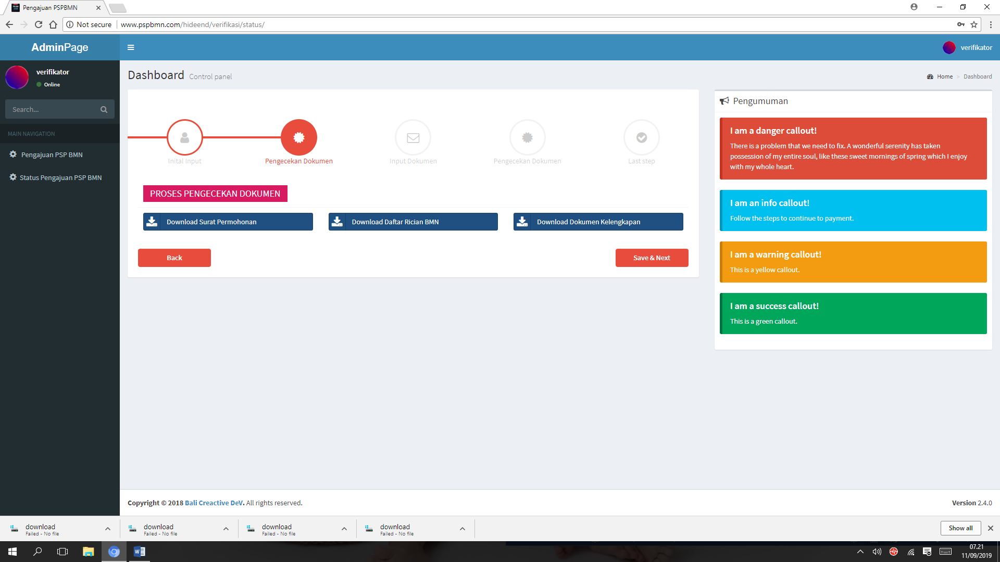 Pengajuan PSPBMN
Not secure
www.pspbmn.com/hideend/verifikasi/status/
AdminPage
verifikator
verifikator
Online
Search...
MAIN NAVIGATION
Pengajuan PSP BMN
Status Pengajuan PSP BMN
Dashboard Control panel
Home > Dashboard
Inital Input
Pengecekan Dokumen
Input Dokumen
Pengecekan Dokumen
Last step
PROSES PENGECEKAN DOKUMEN
Download Surat Permohonan
Download Daftar Rician BMN
Download Dokumen Kelengkapan
Back
Save & Next
Pengumuman
I am a danger callout!
There is a problem that we need to fix. A wonderful serenity has taken
possession of my entire soul, like these sweet mornings of spring which I enjoy
with my whole heart.
I am an info callout!
Follow the steps to continue to payment.
I am a warning callout!
This is a yellow callout.
I am a success callout!
This is a green callout.
Copyright © 2018 Bali Creactive DeV. All rights reserved.
Version 2.4.0
download
Failed - No file
download
Failed - No file
download
Failed - No file
download
Failed - No file
Show all
07.21
11/09/2019